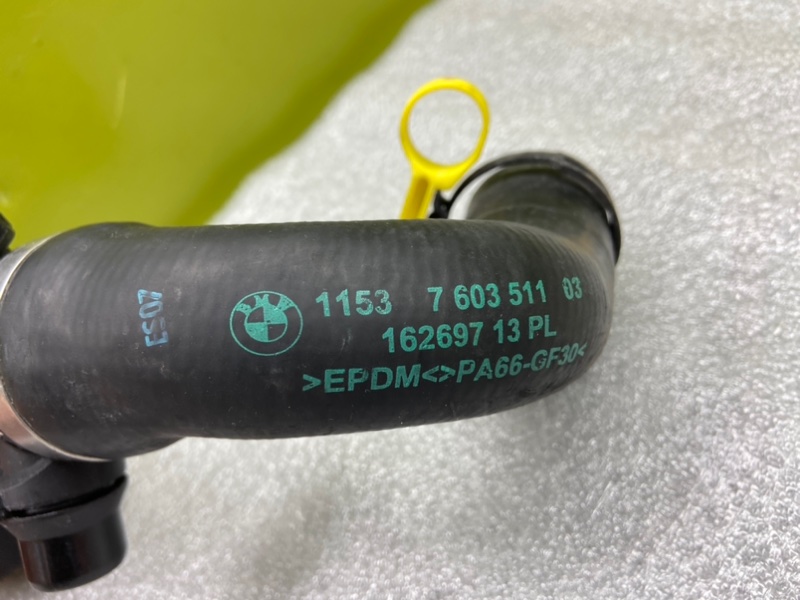 ES07
BMW
1153 7 603 511 03
162697 13 PL
>EPDM<>PA66-GF30<